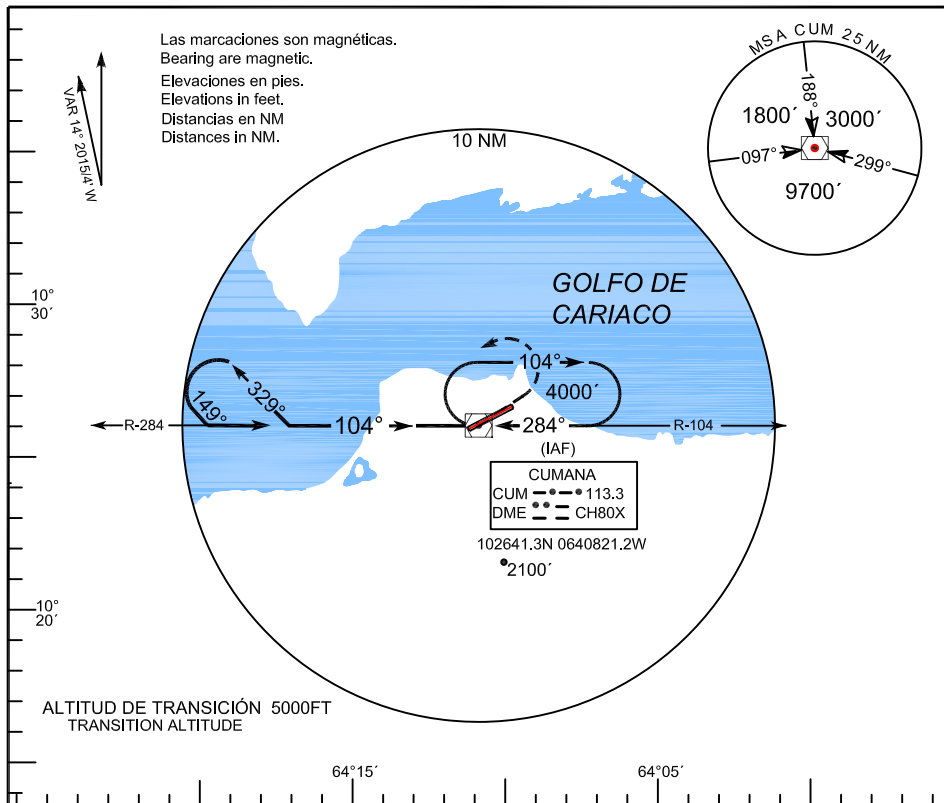 Las marcaciones son magnéticas.
Bearing are magnetic.
Elevaciones en pies.
Elevations in feet.
Distancias en NM
Distances in NM.
VAR 14° 2015/4' W
MSA CUM 25 NM
188°
1800´
3000´
097°
299°
9700´
10 NM
GOLFO DE
CARIACO
10°
30´
104°
4000´
329°
149°
R-284
104°
284°
R-104
(IAF)
CUMANA
CUM 113.3
DME CH80X
102641.3N 0640821.2W
2100´
10°
20´
ALTITUD DE TRANSICIÓN 5000FT
TRANSITION ALTITUDE
64°15´
64°05´